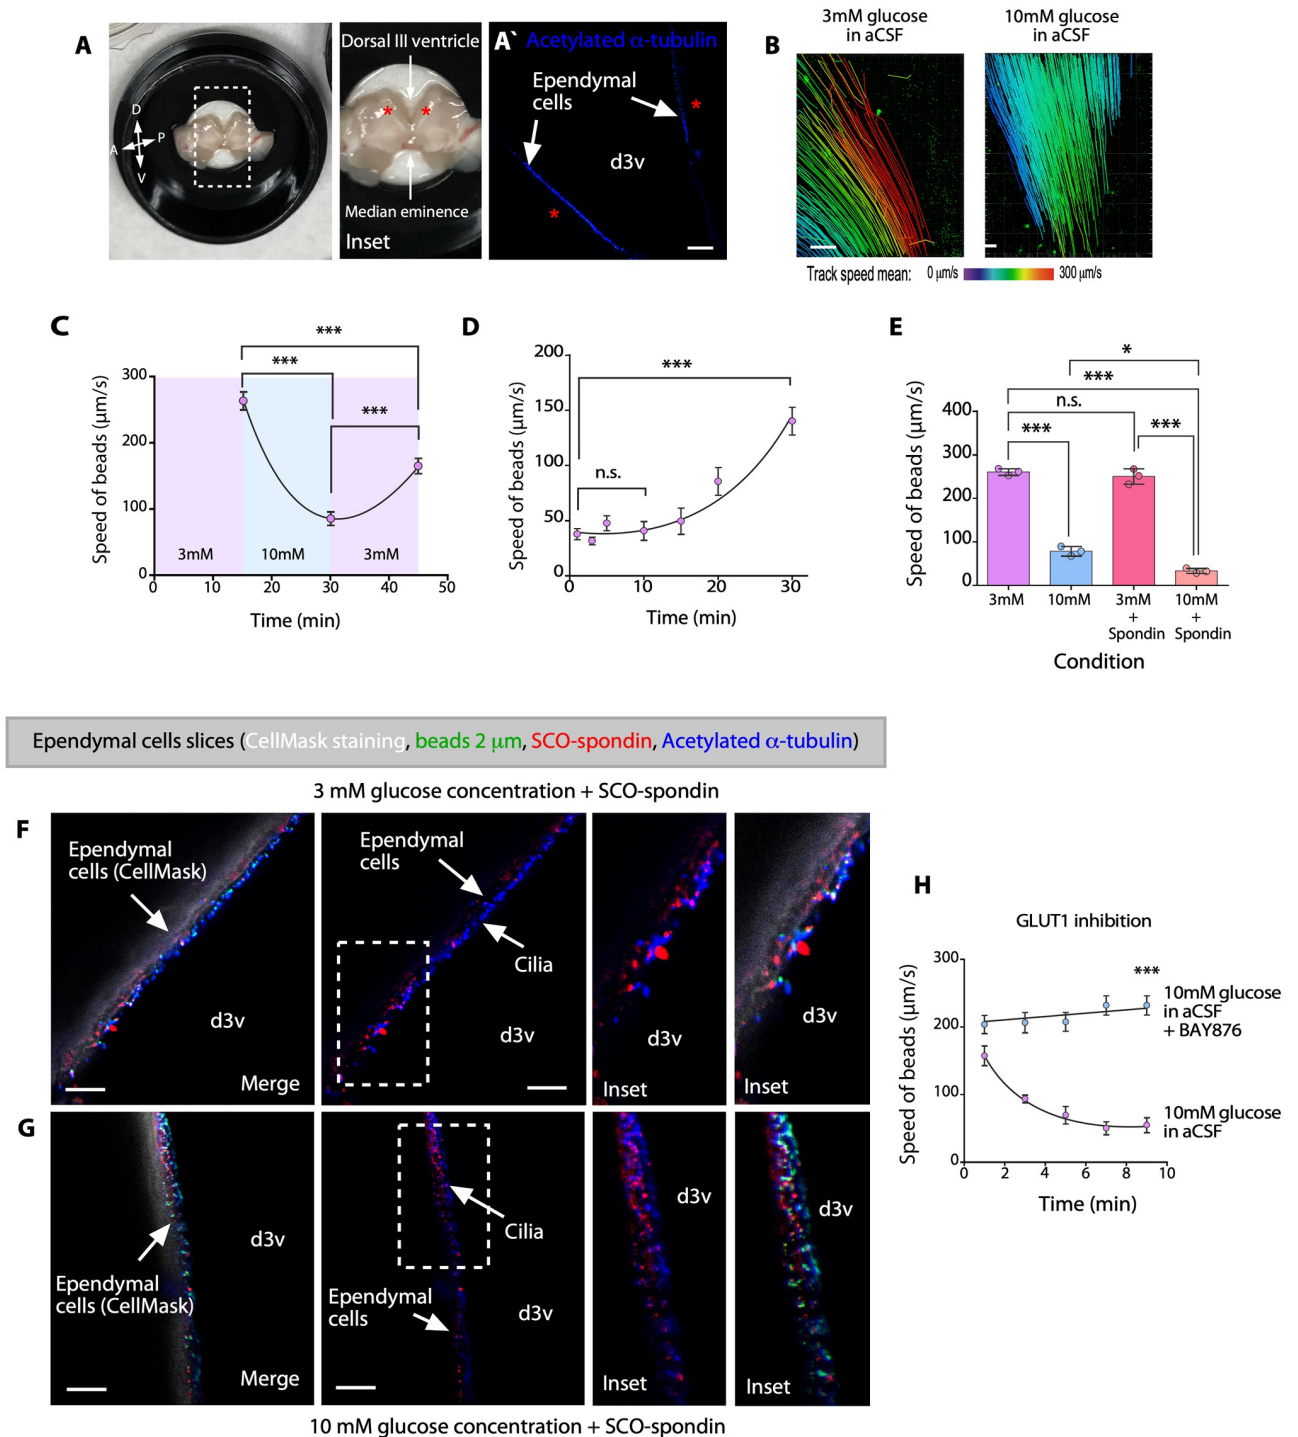 A
D
A
P
V
Dorsal III ventricle
*
*
Median eminence
Inset
A`
Acetylated α-tubulin
Ependymal
cells
*
d3v
*
B
3mM glucose
in aCSF
10mM glucose
in aCSF
Track speed mean:
0 μm/s
300 μm/s
C
***
***
***
Speed of beads (μm/s)
300
200
100
0
3mM
10mM
3mM
0
10
20
30
40
50
Time (min)
D
***
n.s.
Speed of beads (μm/s)
200
150
100
50
0
0
10
20
30
Time (min)
E
*
***
n.s.
***
***
Speed of beads (μm/s)
400
300
200
100
0
3mM
10mM
3mM
+
Spondin
10mM
+
Spondin
Condition
Ependymal cells slices (CellMask staining, beads 2 μm, SCO-spondin, Acetylated α-tubulin)
3 mM glucose concentration + SCO-spondin
F
Ependymal
cells (CellMask)
d3v
Merge
Ependymal
cells
Cilia
d3v
d3v
Inset
d3v
Inset
G
d3v
Ependymal
cells (CellMask)
Merge
Cilia
Ependymal
cells
d3v
d3v
Inset
d3v
Inset
10 mM glucose concentration + SCO-spondin
H
GLUT1 inhibition
Speed of beads (μm/s)
300
200
100
0
***
10mM glucose
in aCSF
+ BAY876
10mM glucose
in aCSF
0
2
4
6
8
10
Time (min)